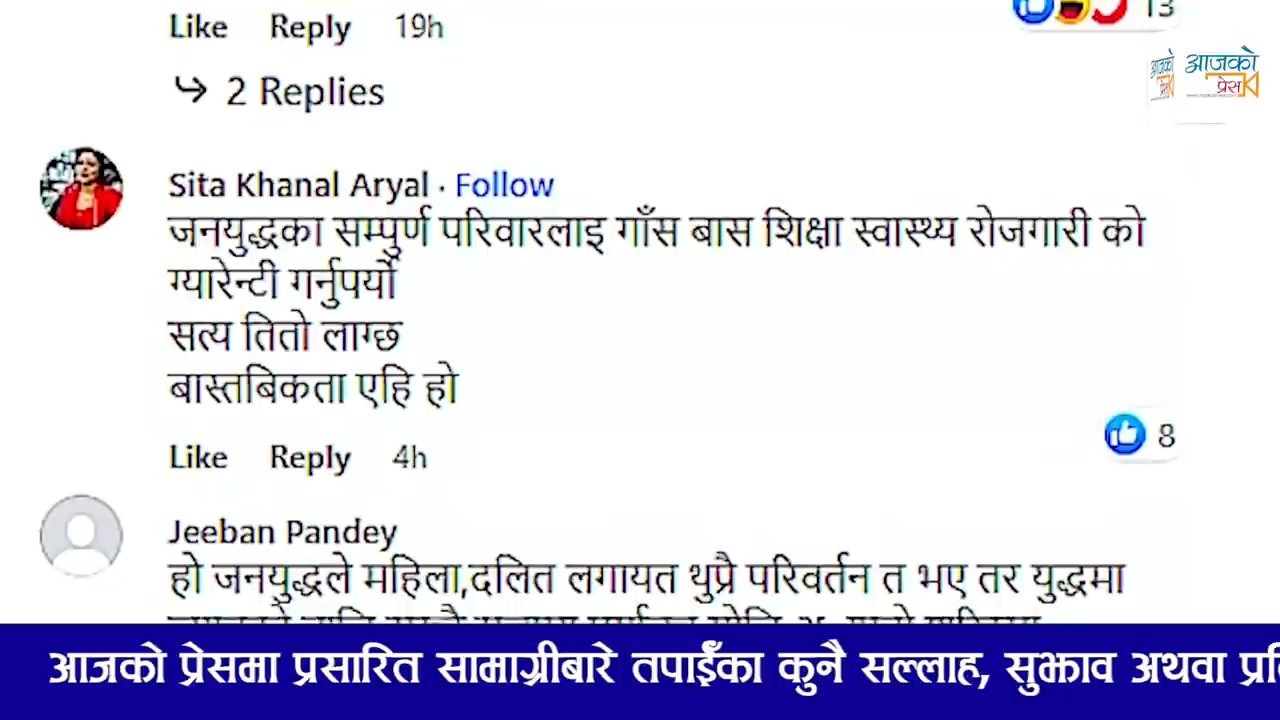 Like Reply 19h
13
2 Replies
आजको प्रेस
आजको प्रेस
Sita Khanal Aryal · Follow
जनयुद्धका सम्पुर्ण परिवारलाइ गाँस बास शिक्षा स्वास्थ्य रोजगारी को
ग्यारेन्टी गर्नुपर्यो
सत्य तितो लाग्छ
बास्तबिकता एहि हो
8
Like Reply 4h
Jeeban Pandey
हो जनयुद्धले महिला,दलित लगायत थुप्रै परिवर्तन त भए तर युद्धमा
आजको प्रेसमा प्रसारित सामाग्रीबारे तपाईँका कुनै सल्लाह, सुझाव अथवा